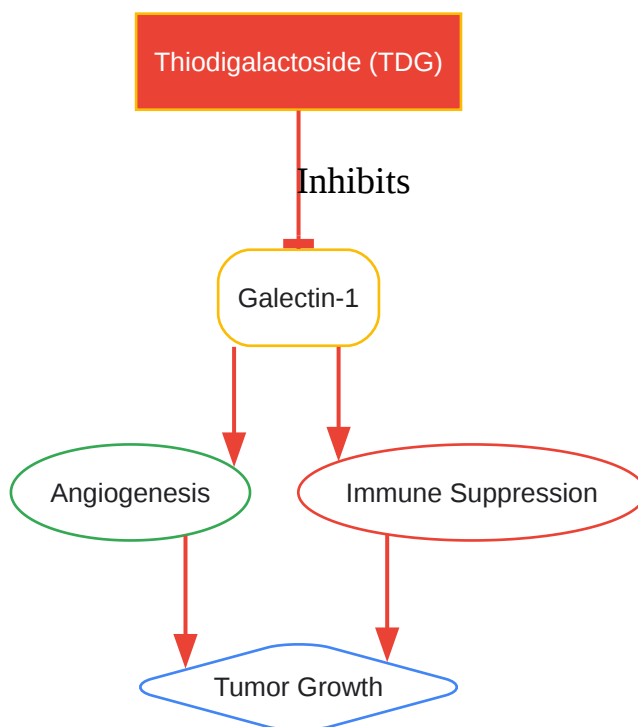 Thiodigalactoside (TDG)
Inhibits
Galectin-1
Angiogenesis
Immune Suppression
Tumor Growth